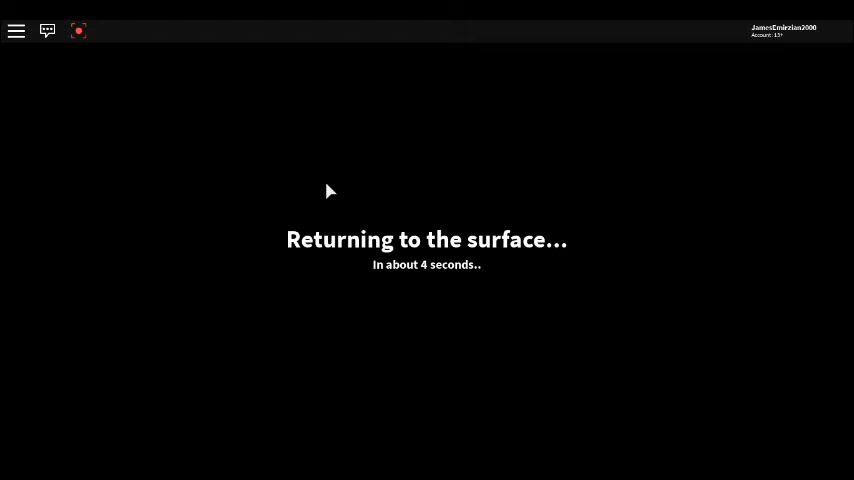 JamesEmirzian2000
Account: 13+
Returning to the surface...
In about 4 seconds..